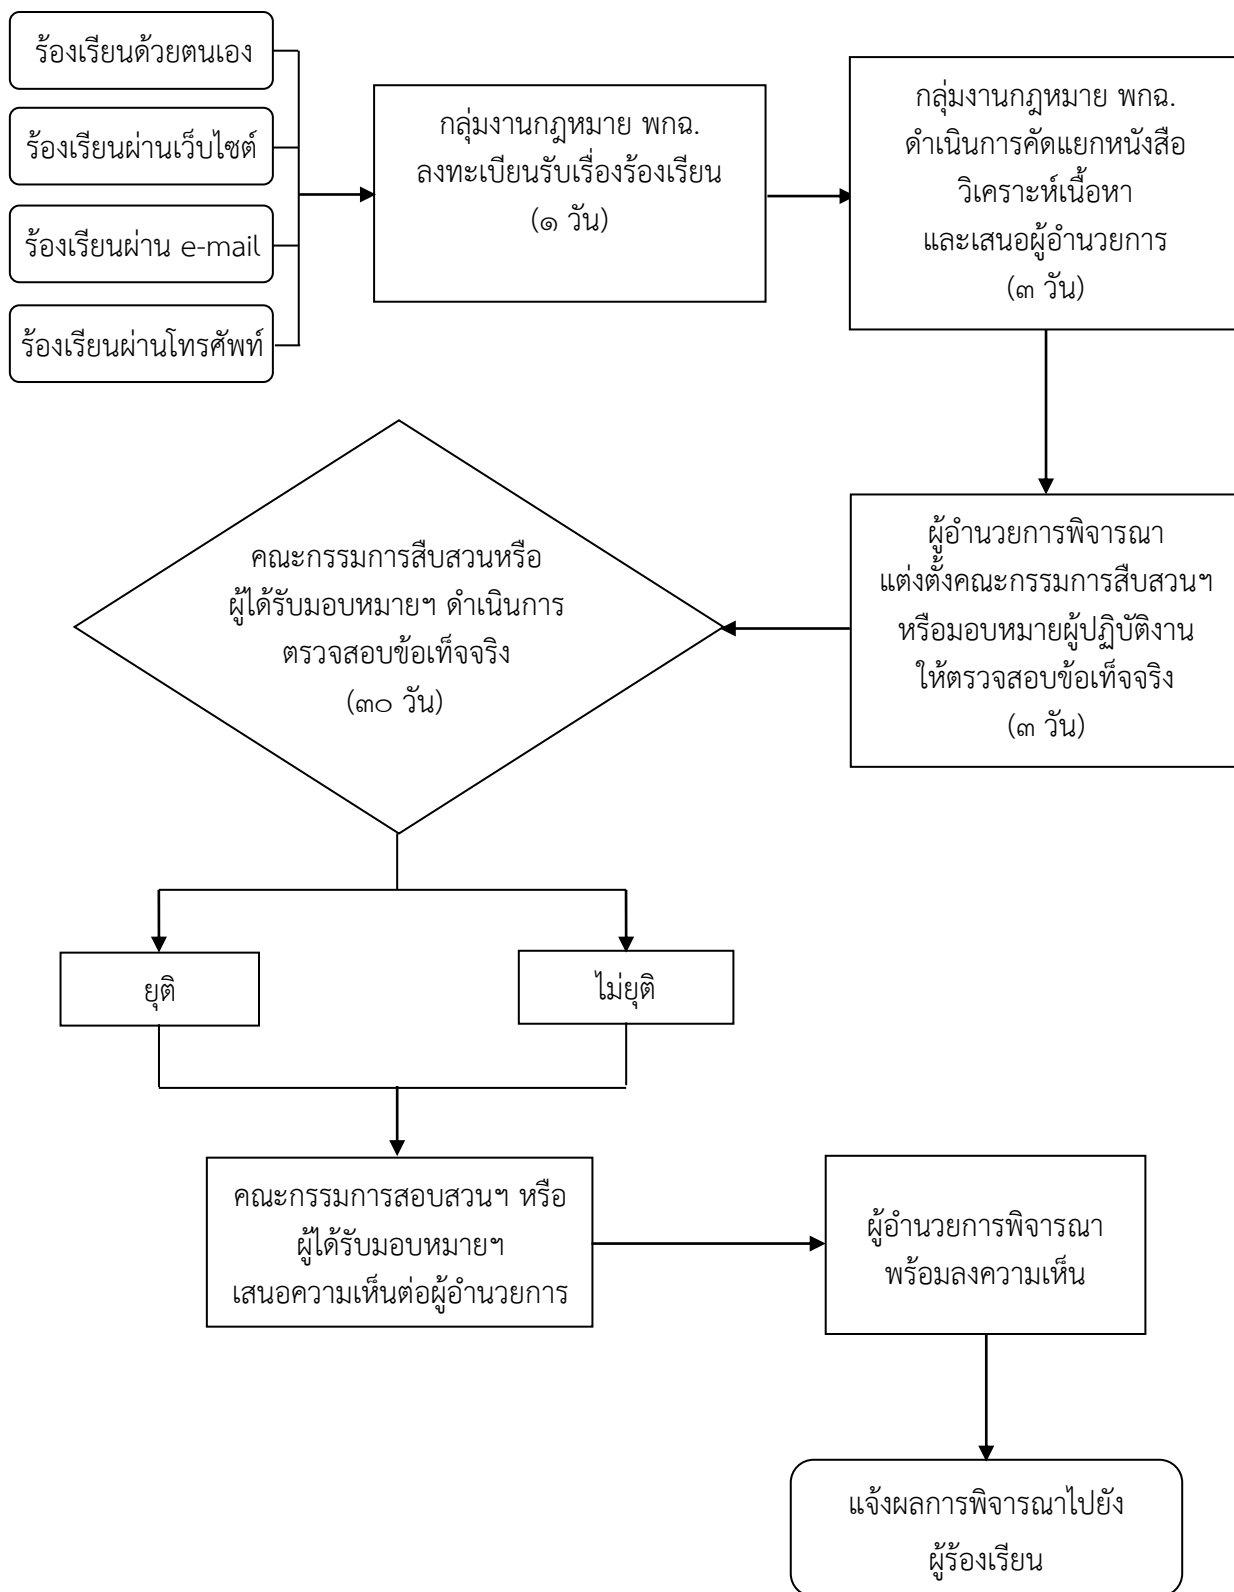 ร้องเรียนด้วยตนเอง
ร้องเรียนผ่านเว็บไซต์
ร้องเรียนผ่าน e-mail
ร้องเรียนผ่านโทรศัพท์
กลุ่มงานกฎหมาย พกฉ.
ลงทะเบียนรับเรื่องร้องเรียน
(๑ วัน)
กลุ่มงานกฎหมาย พกฉ.
ดำเนินการคัดแยกหนังสือ
วิเคราะห์เนื้อหา
และเสนอผู้อำนวยการ
(๓ วัน)
ผู้อำนวยการพิจารณา
แต่งตั้งคณะกรรมการสืบสวนฯ
หรือมอบหมายผู้ปฏิบัติงาน
ให้ตรวจสอบข้อเท็จจริง
(๓ วัน)
คณะกรรมการสืบสวนหรือ
ผู้ได้รับมอบหมายฯ ดำเนินการ
ตรวจสอบข้อเท็จจริง
(๓๐ วัน)
ยุติ
ไม่ยุติ
คณะกรรมการสอบสวนฯ หรือ
ผู้ได้รับมอบหมายฯ
เสนอความเห็นต่อผู้อำนวยการ
ผู้อำนวยการพิจารณา
พร้อมลงความเห็น
แจ้งผลการพิจารณาไปยัง
ผู้ร้องเรียน